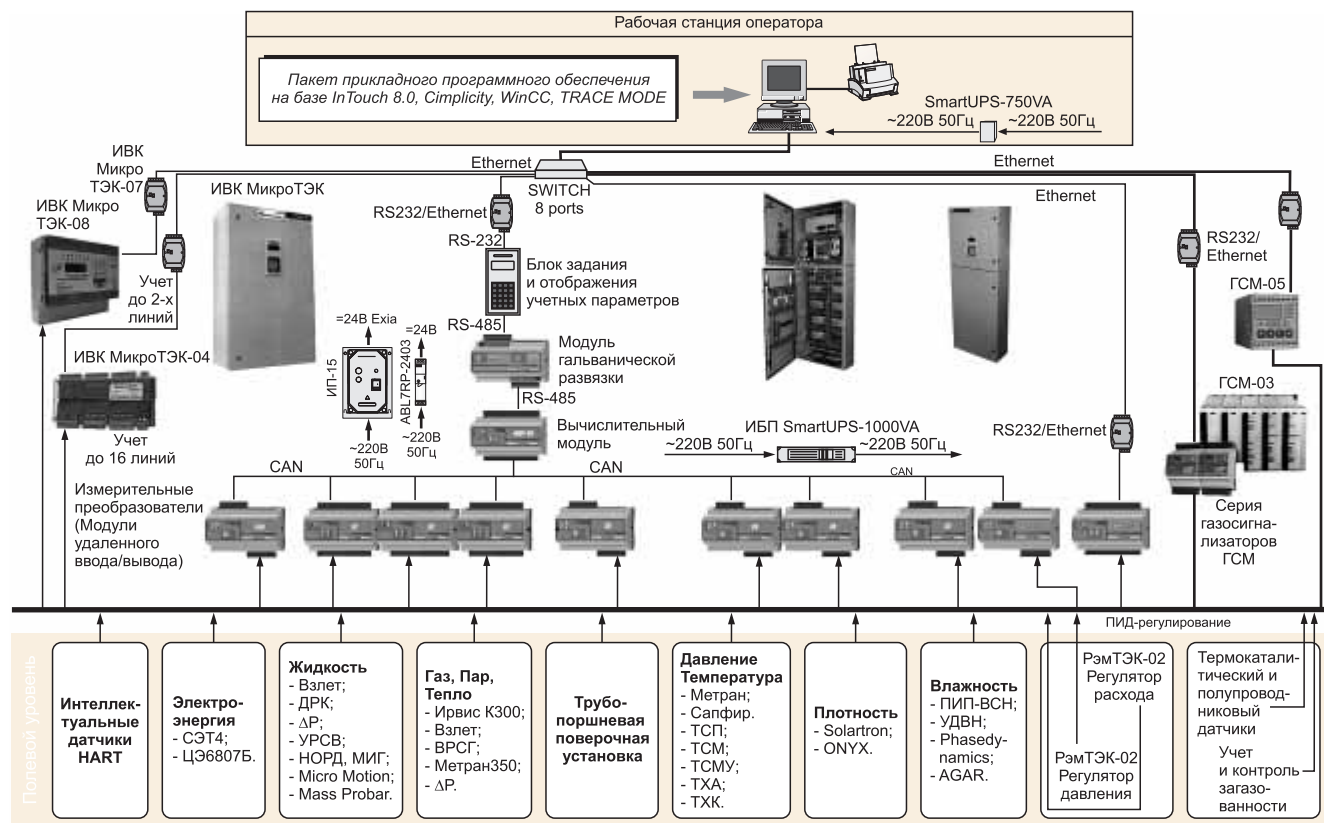 Рабочая станция оператора
Пакет прикладного программного обеспечения
на базе InTouch 8.0, Cimplicity, WinCC, TRACE MODE
SmartUPS-750VA
~220В 50Гц
~220В 50Гц
ИВК
Микро
ТЭК-07
Ethernet
Ethernet
ИВК Микро
ТЭК-08
ИВК МикроТЭК
SWITCH
8 ports
Ethernet
RS232/Ethernet
RS-232
RS232/
Ethernet
Учет
до 2-х
линий
Блок задания
и отображения
учетных параметров
ГСМ-05
=24В Exia
=24В
RS-485
ИВК МикроТЭК-04
ИП-15
ABL7RP-2403
Модуль
гальванической
развязки
ГСМ-03
RS-485
Учет
до 16 линий
~220В
50Гц
~220В
50Гц
Вычислительный
модуль
ИБП SmartUPS-1000VA
~220В 50Гц
~220В 50Гц
RS232/Ethernet
CAN
CAN
CAN
Измерительные
преобразователи
(Модули
удаленного
ввода/вывода)
Серия
газосигна-
лизаторов
ГСМ
ПИД-регулирование
Полевой уровень
Интеллек-
туальные
датчики
HART
Электро-
энергия
- СЭТ4;
- ЦЭ6807Б.
Жидкость
- Взлет;
- ДРК;
- ΔP;
- УРСВ;
- НОРД, МИГ;
- Micro Motion;
- Mass Probar.
Газ, Пар,
Тепло
- Ирвис К300;
- Взлет;
- ВРСГ;
- Метран350;
- ΔP.
Трубо-
поршневая
поверочная
установка
Давление
Температура
- Метран;
- Сапфир.
- ТСП;
- ТСМ;
- ТСМУ;
- ТХА;
- ТХК.
Плотность
- Solartron;
- ONYX.
Влажность
- ПИП-ВСН;
- УДВН;
- Phasedy-
namics;
- AGAR.
РэмТЭК-02
Регулятор
расхода
РэмТЭК-02
Регулятор
давления
Термокатали-
тический и
полупровод-
никовый
датчики
Учет
и контроль
загазо-
ванности